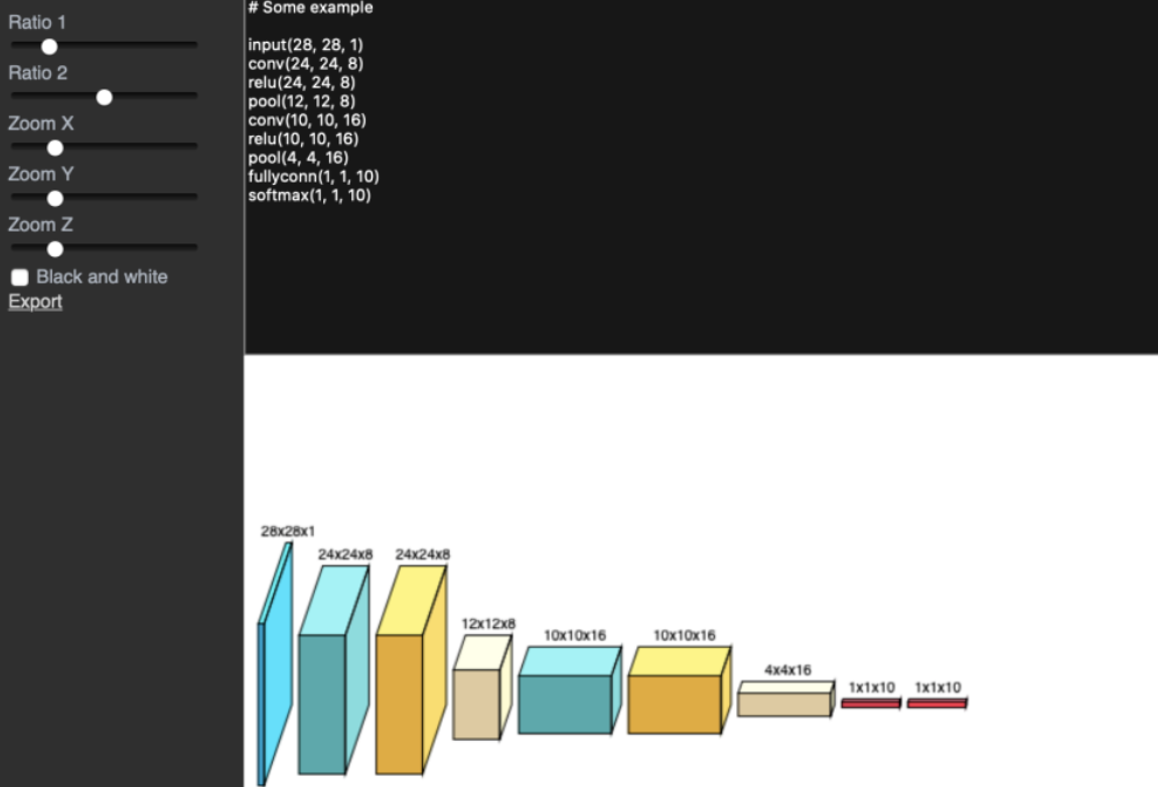 Ratio 1
Ratio 2
Zoom X
Zoom Y
Zoom Z
Black and white
Export
# Some example
input(28, 28, 1)
conv(24, 24, 8)
relu(24, 24, 8)
pool(12, 12, 8)
conv(10, 10, 16)
relu(10, 10, 16)
pool(4, 4, 16)
fullyconn(1, 1, 10)
softmax(1, 1, 10)
28x28x1
24x24x8
24x24x8
12x12x8
10x10x16
10x10x16
4x4x16
1x1x10
1x1x10